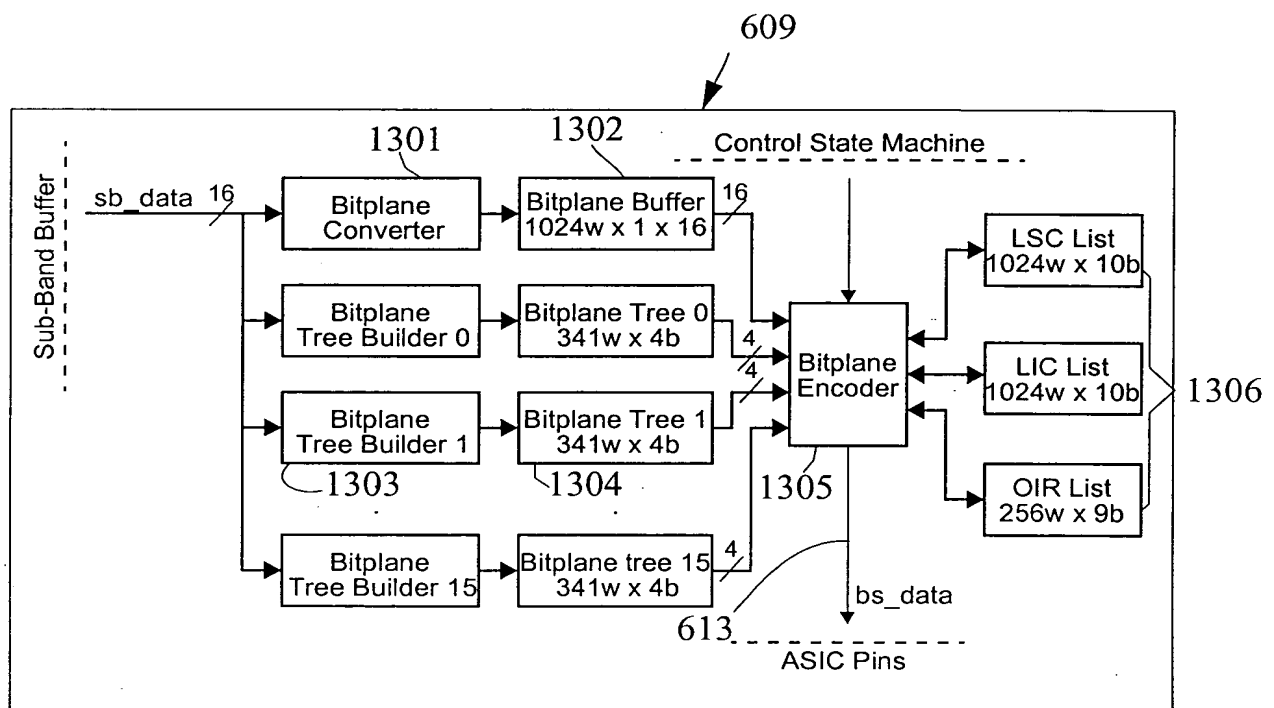 609
Sub-Band Buffer
sb_data
16
1301
Bitplane
Converter
1302
Bitplane Buffer
1024w x 1 x 16
16
Control State Machine
Bitplane
Tree Builder 0
Bitplane Tree 0
341w x 4b
4
Bitplane
Tree Builder 1
1303
Bitplane Tree 1
341w x 4b
1304
4
Bitplane
Tree Builder 15
Bitplane tree 15
341w x 4b
4
Bitplane
Encoder
1305
LSC List
1024w x 10b
LIC List
1024w x 10b
OIR List
256w x 9b
1306
613
bs_data
ASIC Pins